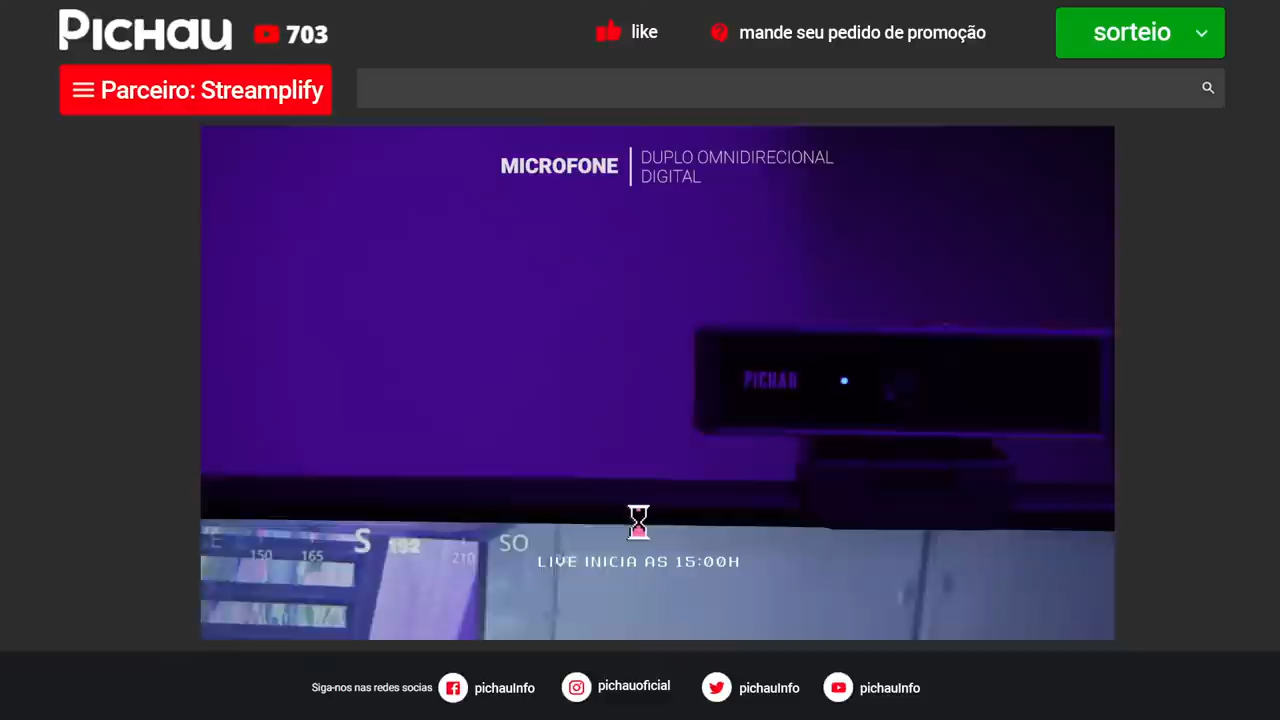 PICHAU
703
like
mande seu pedido de promoção
sorteio
Parceiro: Streamplify
MICROFONE
DUPLO OMNIDIRECIONAL
DIGITAL
PICHAU
S
192
SO
150
165
210
LIVE INICIA AS 15:00H
Siga-nos nas redes socias
pichauInfo
pichauoficial
pichauInfo
pichauInfo